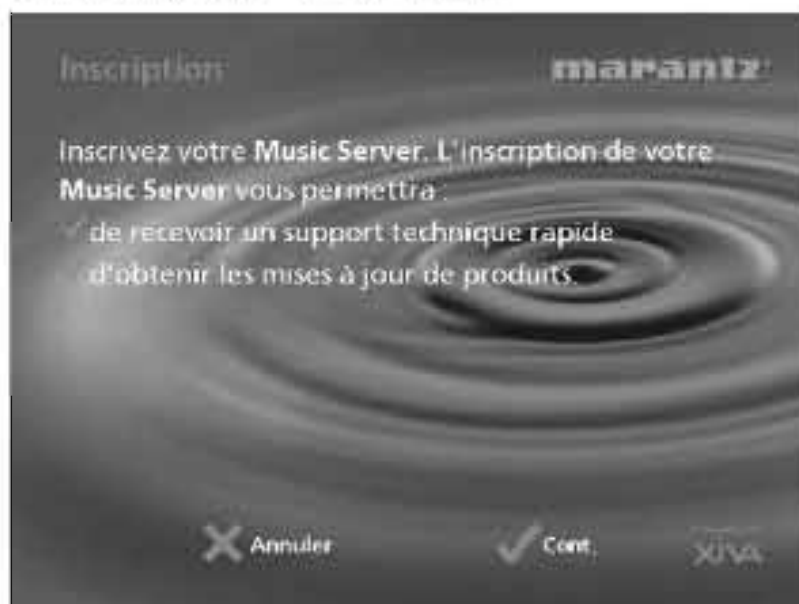 Inscription
marantz
Inscrivez votre Music Server. L'inscription de votre
Music Server vous permettra :
de recevoir un support technique rapide
d'obtenir les mises à jour de produits.
Annuler
Cont.
XiVA